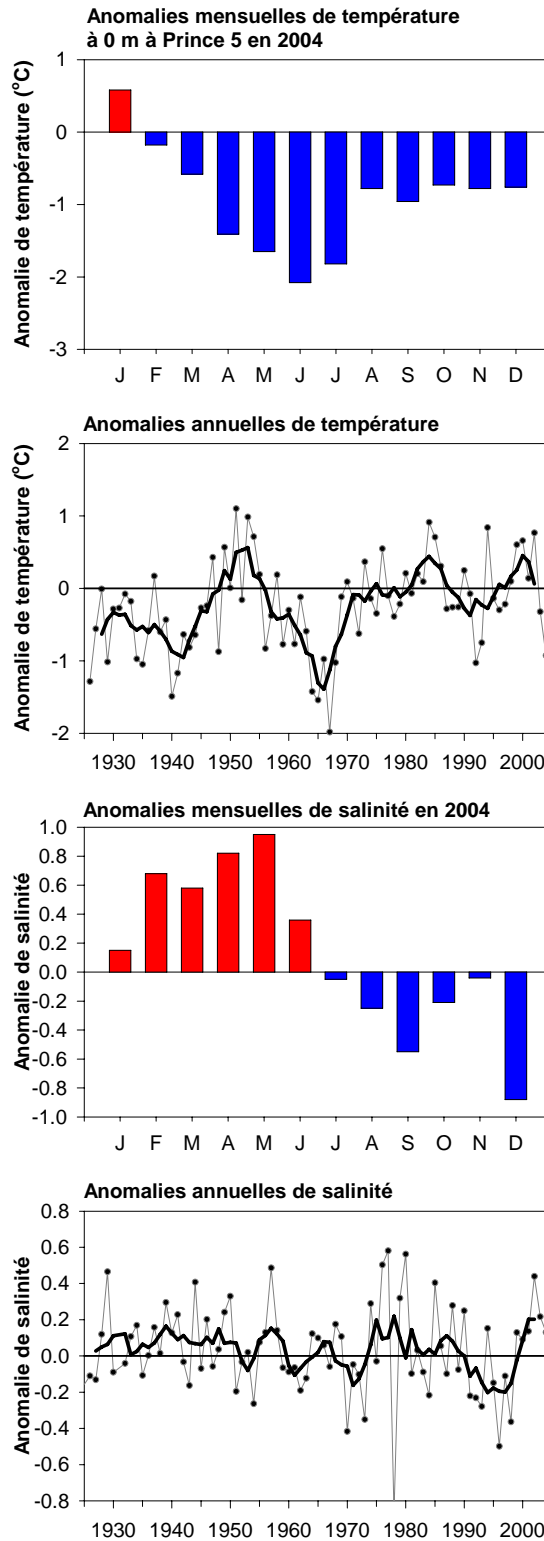 Anomalies mensuelles de température
à 0 m à Prince 5 en 2004
Anomalie de température (°C)
1
0
-1
-2
-3
J F M A M J J A S O N D
Anomalies annuelles de température
Anomalie de température (°C)
2
1
0
-1
-2
1930 1940 1950 1960 1970 1980 1990 2000
Anomalies mensuelles de salinité en 2004
Anomalie de salinité
1.0
0.8
0.6
0.4
0.2
0.0
-0.2
-0.4
-0.6
-0.8
-1.0
J F M A M J J A S O N D
Anomalies annuelles de salinité
Anomalie de salinité
0.8
0.6
0.4
0.2
0.0
-0.2
-0.4
-0.6
-0.8
1930 1940 1950 1960 1970 1980 1990 2000